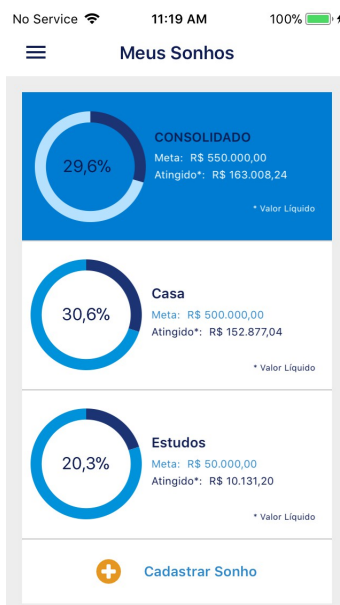 No Service 11:19 AM 100%
Meus Sonhos
CONSOLIDADO
29,6%
Meta: R$ 550.000,00
Atingido*: R$ 163.008,24
* Valor Líquido
Casa
30,6%
Meta: R$ 500.000,00
Atingido*: R$ 152.877,04
* Valor Líquido
Estudos
20,3%
Meta: R$ 50.000,00
Atingido*: R$ 10.131,20
* Valor Líquido
Cadastrar Sonho